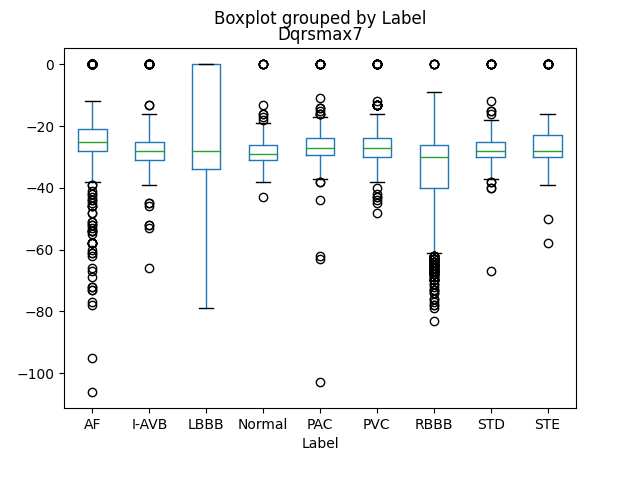 Boxplot grouped by Label
Dqrsmax7
0
−20
−40
−60
−80
−100
AF I-AVB LBBB Normal PAC PVC RBBB STD STE
Label